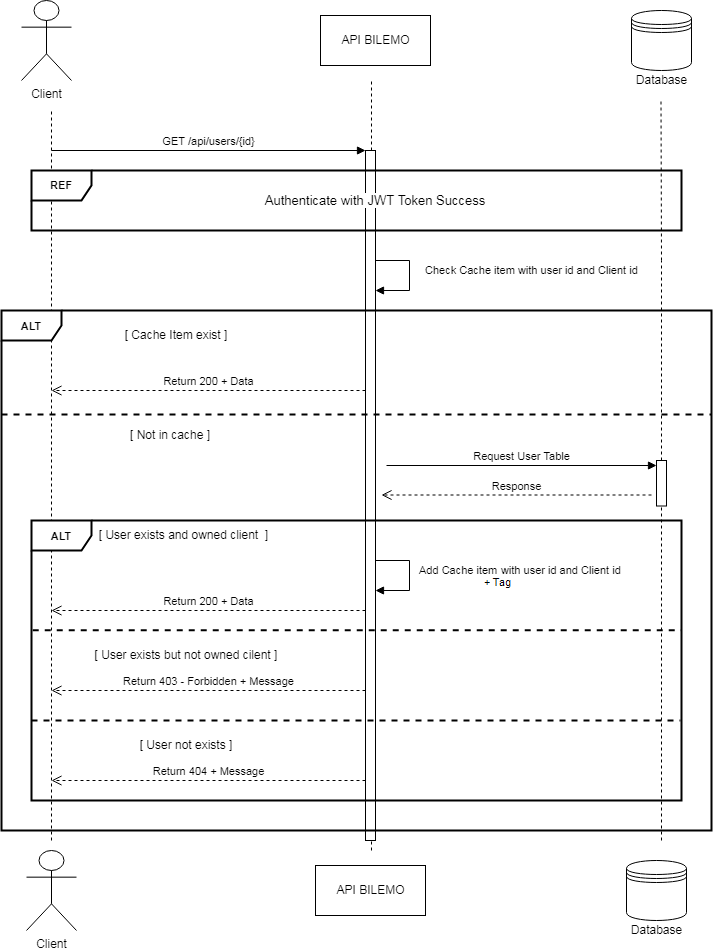 API BILEMO
Client
Database
GET /api/users/{id}
REF
Authenticate with JWT Token Success
Check Cache item with user id and Client id
ALT
[ Cache Item exist ]
Return 200 + Data
[ Not in cache ]
Request User Table
Response
ALT
[ User exists and owned client ]
Add Cache item with user id and Client id
+ Tag
Return 200 + Data
[ User exists but not owned cilent ]
Return 403 - Forbidden + Message
[ User not exists ]
Return 404 + Message
API BILEMO
Client
Database